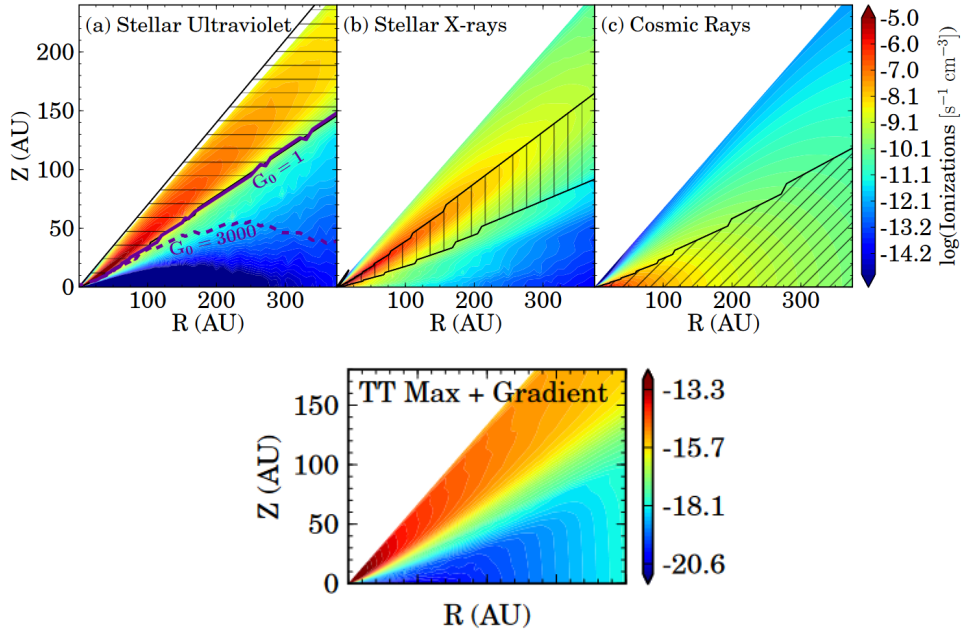 (a) Stellar Ultraviolet
(b) Stellar X-rays
(c) Cosmic Rays
Z (AU)
200
150
100
50
0
G₀ = 1
G₀ = 3000
100 200 300
100 200 300
100 200 300
R (AU)
R (AU)
R (AU)
-5.0
-6.0
-7.0
-8.1
-9.1
-10.1
-11.1
-12.2
-13.2
-14.2
log(Ionizations [s⁻¹ cm⁻³])
TT Max + Gradient
Z (AU)
150
100
50
0
R (AU)
-13.3
-15.7
-18.1
-20.6